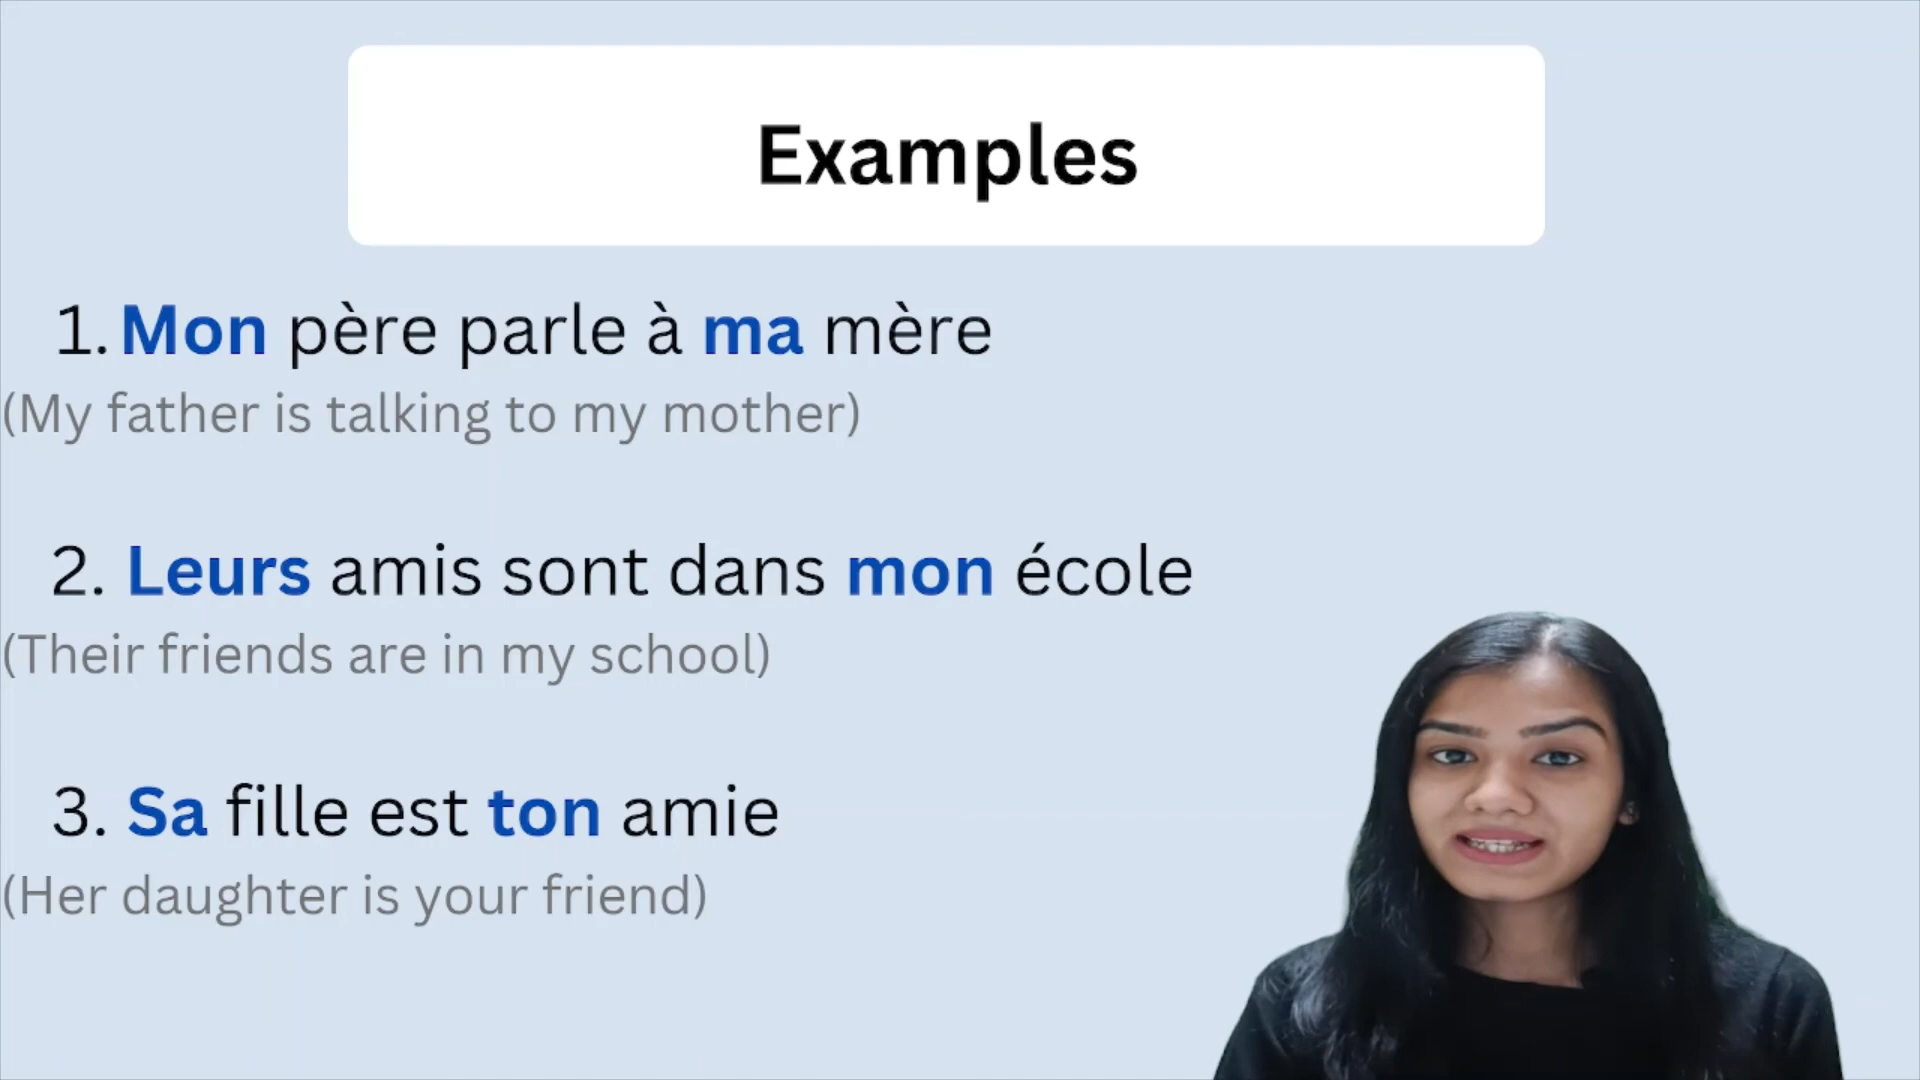 Examples
1. Mon père parle à ma mère
(My father is talking to my mother)
2. Leurs amis sont dans mon école
(Their friends are in my school)
3. Sa fille est ton amie
(Her daughter is your friend)